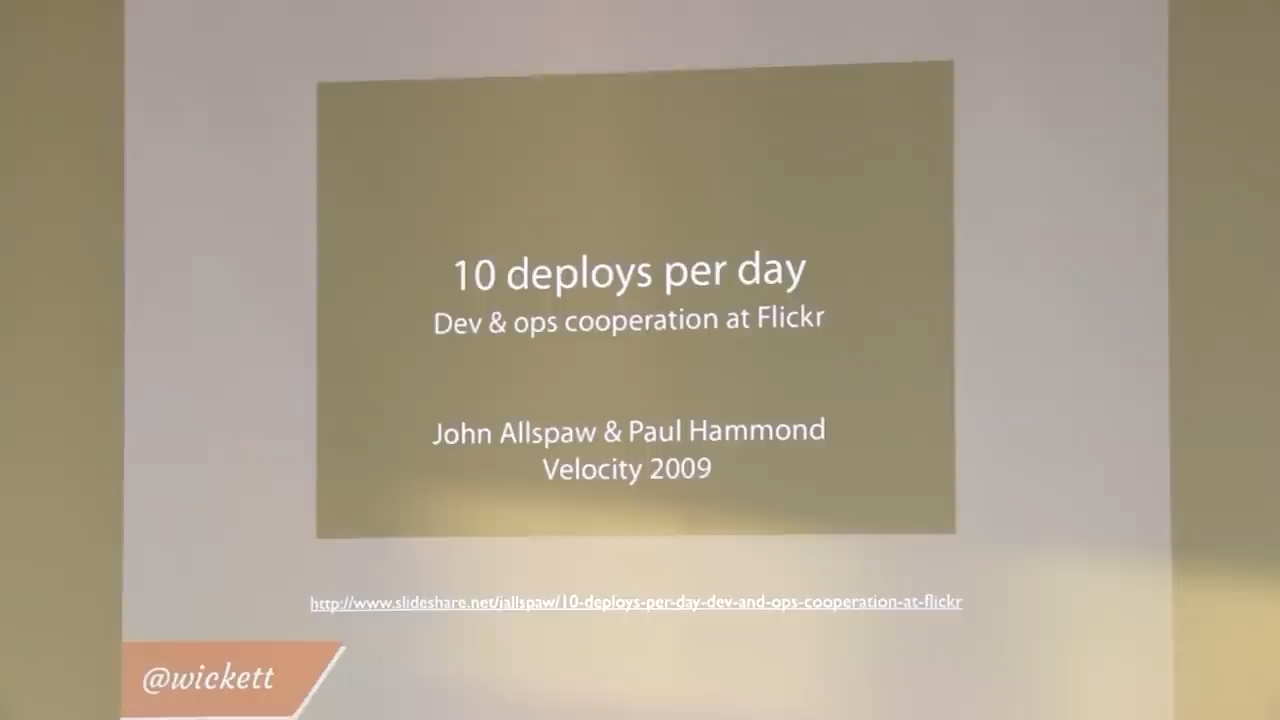 10 deploys per day
Dev & ops cooperation at Flickr
John Allspaw & Paul Hammond
Velocity 2009
http://www.slideshare.net/jallspaw/10-deploys-per-day-dev-and-ops-cooperation-at-flickr
@wickett